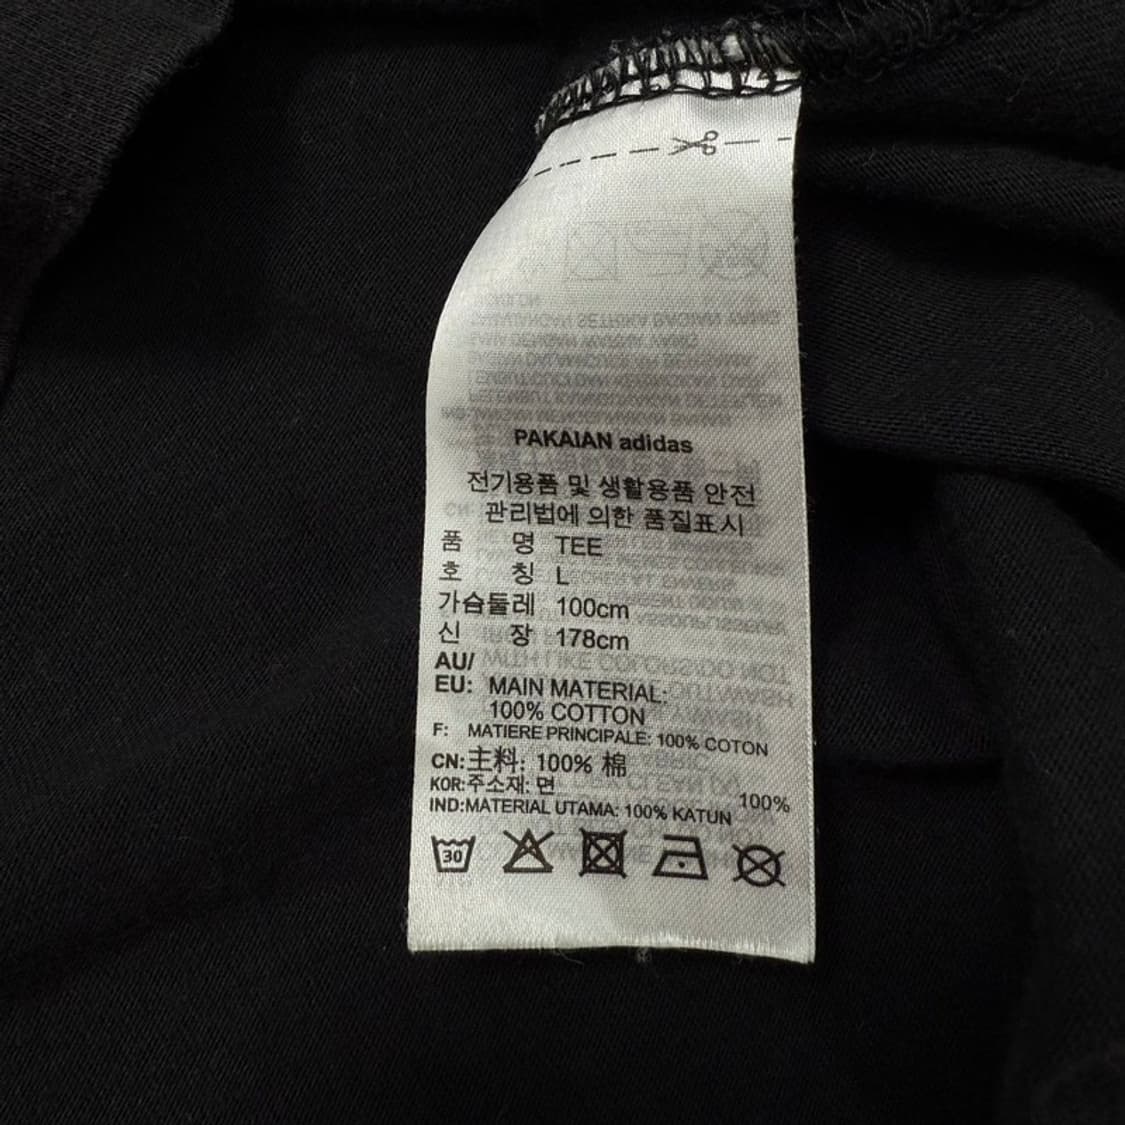 PAKAIAN adidas
전기용품 및 생활용품 안전
관리법에 의한 품질표시
품 명 TEE
호 칭 L
가슴둘레 100cm
신 장 178cm
AU/
EU: MAIN MATERIAL:
100% COTTON
F: MATIERE PRINCIPALE: 100% COTON
CN:主料: 100% 棉
KOR:주소재: 면 100%
IND:MATERIAL UTAMA: 100% KATUN
30